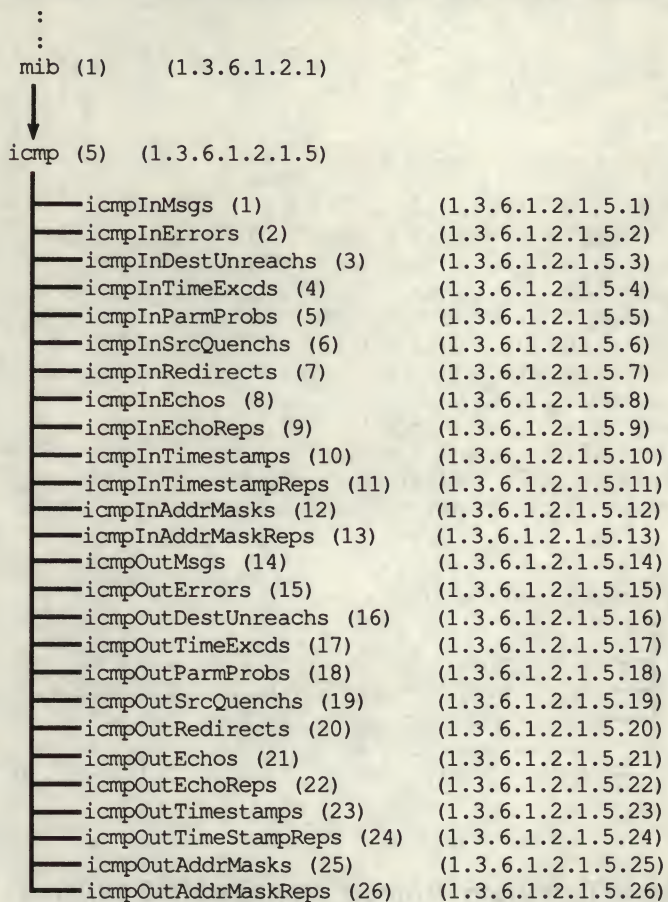 :
:
mib (1) (1.3.6.1.2.1)
icmp (5) (1.3.6.1.2.1.5)
icmpInMsgs (1) (1.3.6.1.2.1.5.1)
icmpInErrors (2) (1.3.6.1.2.1.5.2)
icmpInDestUnreachs (3) (1.3.6.1.2.1.5.3)
icmpInTimeExcds (4) (1.3.6.1.2.1.5.4)
icmpInParmProbs (5) (1.3.6.1.2.1.5.5)
icmpInSrcQuenchs (6) (1.3.6.1.2.1.5.6)
icmpInRedirects (7) (1.3.6.1.2.1.5.7)
icmpInEchos (8) (1.3.6.1.2.1.5.8)
icmpInEchoReps (9) (1.3.6.1.2.1.5.9)
icmpInTimestamps (10) (1.3.6.1.2.1.5.10)
icmpInTimestampReps (11) (1.3.6.1.2.1.5.11)
icmpInAddrMasks (12) (1.3.6.1.2.1.5.12)
icmpInAddrMaskReps (13) (1.3.6.1.2.1.5.13)
icmpOutMsgs (14) (1.3.6.1.2.1.5.14)
icmpOutErrors (15) (1.3.6.1.2.1.5.15)
icmpOutDestUnreachs (16) (1.3.6.1.2.1.5.16)
icmpOutTimeExcds (17) (1.3.6.1.2.1.5.17)
icmpOutParmProbs (18) (1.3.6.1.2.1.5.18)
icmpOutSrcQuenchs (19) (1.3.6.1.2.1.5.19)
icmpOutRedirects (20) (1.3.6.1.2.1.5.20)
icmpOutEchos (21) (1.3.6.1.2.1.5.21)
icmpOutEchoReps (22) (1.3.6.1.2.1.5.22)
icmpOutTimestamps (23) (1.3.6.1.2.1.5.23)
icmpOutTimeStampReps (24) (1.3.6.1.2.1.5.24)
icmpOutAddrMasks (25) (1.3.6.1.2.1.5.25)
icmpOutAddrMaskReps (26) (1.3.6.1.2.1.5.26)